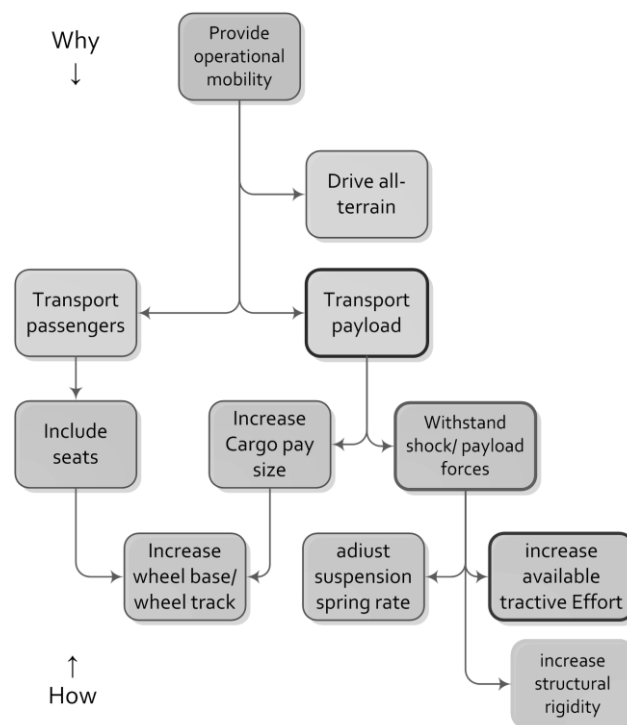 Why
↓
Provide
operational
mobility
Drive all-
terrain
Transport
passengers
Transport
payload
Include
seats
Increase
Cargo pay
size
Withstand
shock/ payload
forces
Increase
wheel base/
wheel track
adjust
suspension
spring rate
increase
available
tractive Effort
↑
How
increase
structural
rigidity